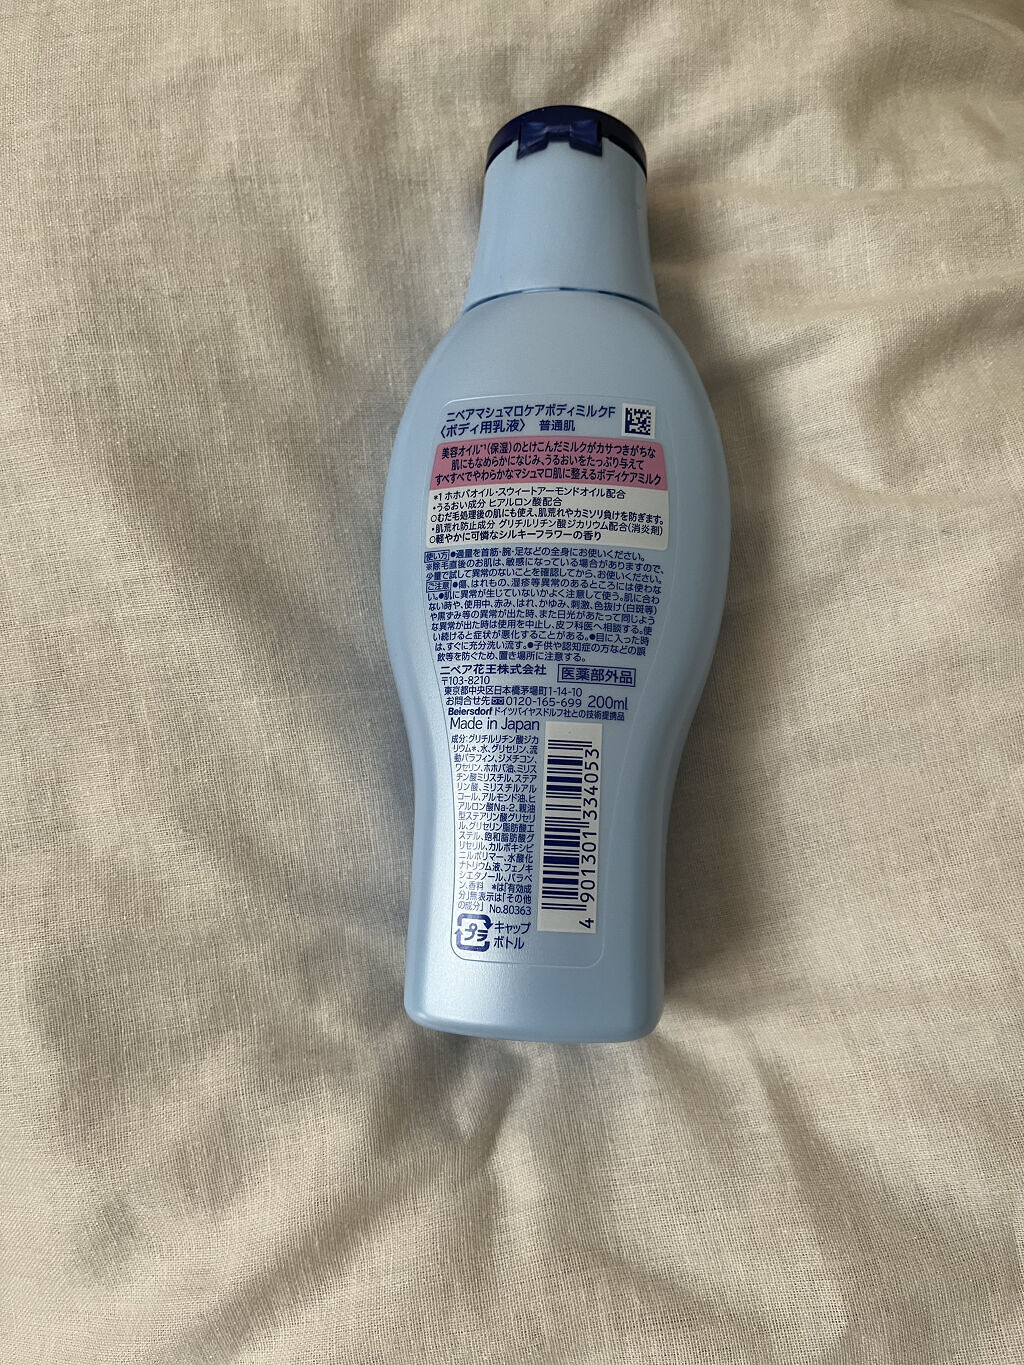 ニベアマシュマロケアボディミルクF
〈ボディ用乳液〉 普通肌
美容オイル*1(保湿)のとけこんだミルクがカサつきがちな
肌にもなめらかになじみ、うるおいをたっぷり与えて
すべすべでやわらかなマシュマロ肌に整えるボディケアミルク
*1 ホホバオイル・スウィートアーモンドオイル配合
・うるおい成分 ヒアルロン酸配合
○むだ毛処理後の肌にも使え、肌荒れやカミソリ負けを防ぎます。
・肌荒れ防止成分 グリチルリチン酸ジカリウム配合(消炎剤)
○軽やかに可憐なシルキーフラワーの香り
使い方●適量を首筋・腕・足などの全身にお使いください。
※除毛直後のお肌は、敏感になっている場合がありますので、
少量で試して異常のないことを確認してから、お使いください。
ご注意●傷、はれもの、湿疹等異常のあるところには使わな
い。●肌に異常が生じていないかよく注意して使う。肌に合わ
ない時や、使用中、赤み、はれ、かゆみ、刺激、色抜け(白斑等)
や黒ずみ等の異常が出た時、また日光があたって同じよう
な異常が出た時は使用を中止し、皮フ科医へ相談する。使
い続けると症状が悪化することがある。●目に入った時
は、すぐに充分洗い流す。●子供や認知症の方などの誤
飲等を防ぐため、置き場所に注意する。
ニベア花王株式会社 医薬部外品
〒103-8210
東京都中央区日本橋茅場町1-14-10
お問合せ先 0120-165-699 200ml
Beiersdorf ドイツバイヤスドルフ社との技術提携品
Made in Japan
成分:グリチルリチン酸ジカ
リウム*、水、グリセリン、流
動パラフィン、ジメチコン、
ワセリン、ホホバ油、ミリス
チン酸ミリスチル、ステア
リン酸、ミリスチルアル
コール、アルモンド油、ヒ
アルロン酸Na-2、親油
型ステアリン酸グリセリ
ル、グリセリン脂肪酸エ
ステル、飽和脂肪酸グ
リセリル、カルボキシビ
ニルポリマー、水酸化
ナトリウム液、フェノキ
シエタノール、パラベ
ン、香料 *は「有効成
分」無表示は「その他
の成分」 No.80363
4 901301 334053
プラ キャップ
ボトル